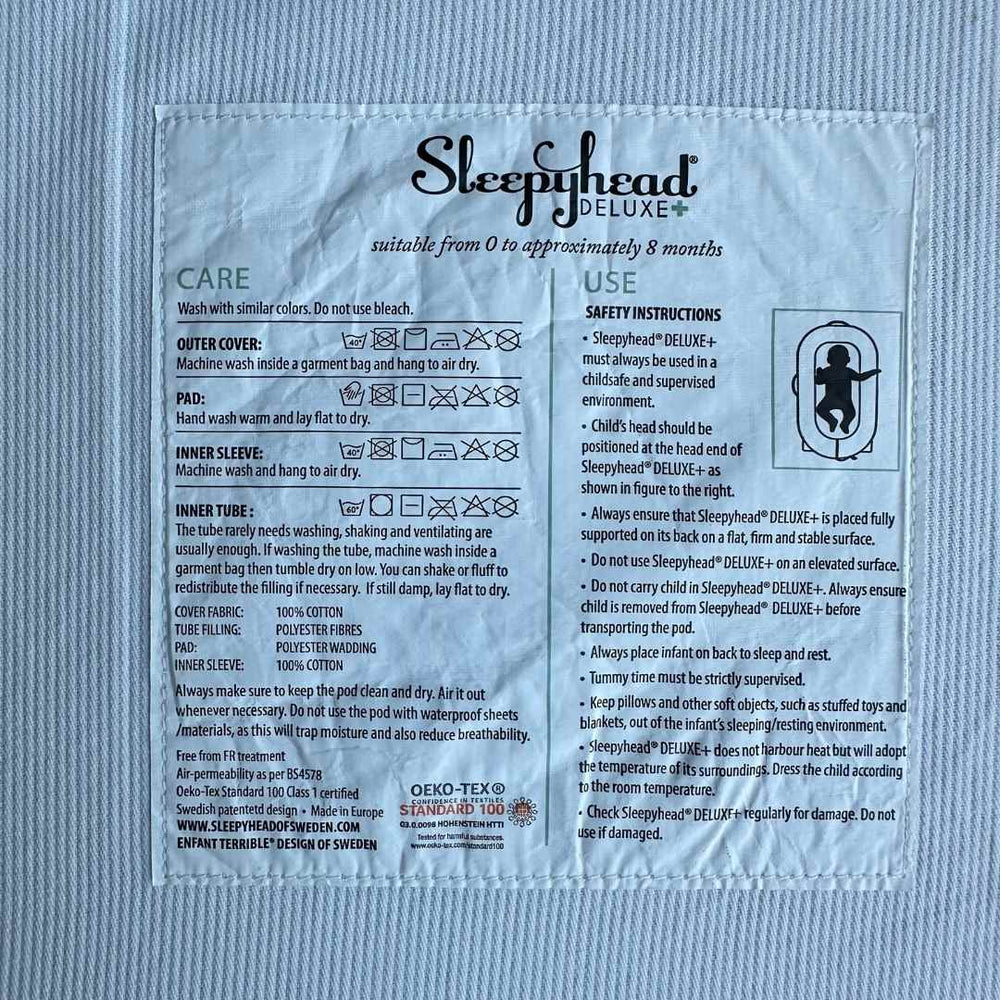 Sleepyhead®
DELUXE+
suitable from 0 to approximately 8 months
CARE
Wash with similar colors. Do not use bleach.
OUTER COVER: 40°
Machine wash inside a garment bag and hang to air dry.
PAD:
Hand wash warm and lay flat to dry.
INNER SLEEVE: 40°
Machine wash and hang to air dry.
INNER TUBE: 60°
The tube rarely needs washing, shaking and ventilating are
usually enough. If washing the tube, machine wash inside a
garment bag then tumble dry on low. You can shake or fluff to
redistribute the filling if necessary. If still damp, lay flat to dry.
COVER FABRIC: 100% COTTON
TUBE FILLING: POLYESTER FIBRES
PAD: POLYESTER WADDING
INNER SLEEVE: 100% COTTON
Always make sure to keep the pod clean and dry. Air it out
whenever necessary. Do not use the pod with waterproof sheets
/materials, as this will trap moisture and also reduce breathability.
Free from FR treatment
Air-permeability as per BS4578
Oeko-Tex Standard 100 Class 1 certified
Swedish patentetd design • Made in Europe
WWW.SLEEPYHEADOFSWEDEN.COM
ENFANT TERRIBLE® DESIGN OF SWEDEN
OEKO-TEX®
CONFIDENCE IN TEXTILES
STANDARD 100
03.0.0098 HOHENSTEIN HTTI
Tested for harmful substances.
www.oeko-tex.com/standard100
USE
SAFETY INSTRUCTIONS
• Sleepyhead® DELUXE+
must always be used in a
childsafe and supervised
environment.
• Child's head should be
positioned at the head end of
Sleepyhead® DELUXE+ as
shown in figure to the right.
• Always ensure that Sleepyhead® DELUXE+ is placed fully
supported on its back on a flat, firm and stable surface.
• Do not use Sleepyhead® DELUXE+ on an elevated surface.
• Do not carry child in Sleepyhead® DELUXE+. Always ensure
child is removed from Sleepyhead® DELUXE+ before
transporting the pod.
• Always place infant on back to sleep and rest.
• Tummy time must be strictly supervised.
• Keep pillows and other soft objects, such as stuffed toys and
blankets, out of the infant's sleeping/resting environment.
• Sleepyhead® DELUXE+ does not harbour heat but will adopt
the temperature of its surroundings. Dress the child according
to the room temperature.
• Check Sleepyhead® DELUXE+ regularly for damage. Do not
use if damaged.